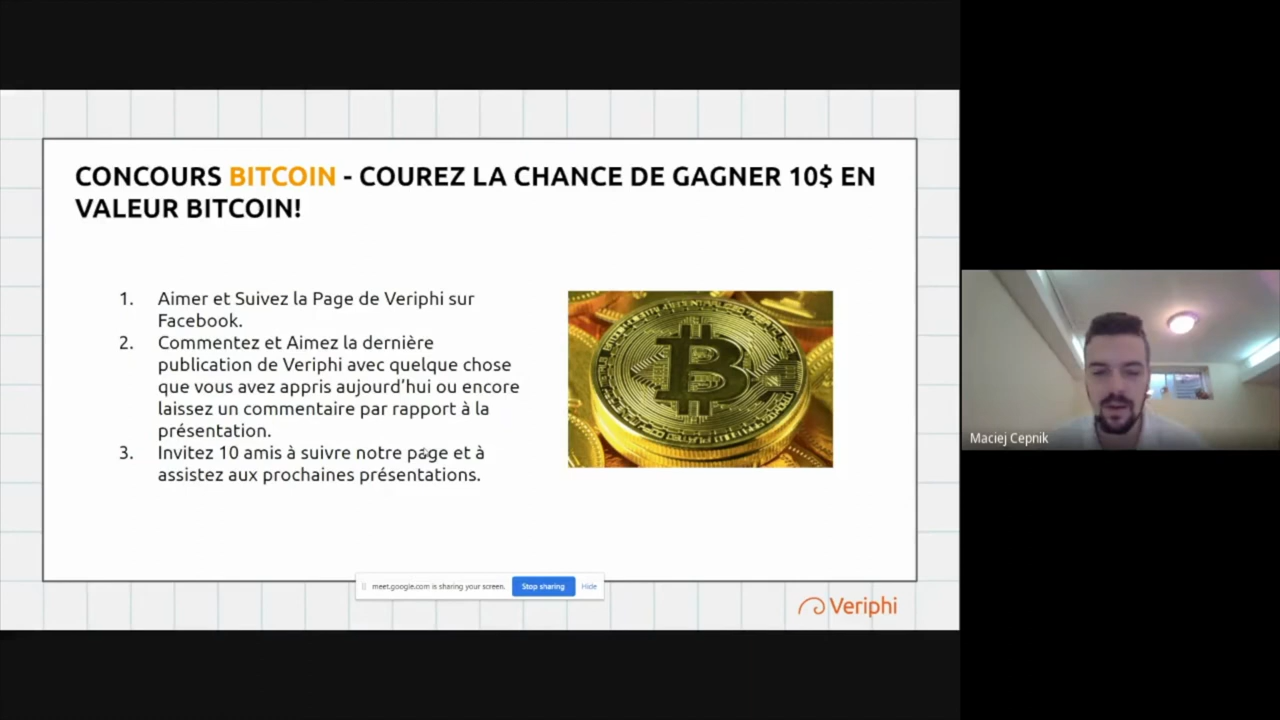 CONCOURS BITCOIN - COUREZ LA CHANCE DE GAGNER 10$ EN
VALEUR BITCOIN!
1. Aimer et Suivez la Page de Veriphi sur
Facebook.
2. Commentez et Aimez la dernière
publication de Veriphi avec quelque chose
que vous avez appris aujourd'hui ou encore
laissez un commentaire par rapport à la
présentation.
3. Invitez 10 amis à suivre notre page et à
assistez aux prochaines présentations.
meet.google.com is sharing your screen. Stop sharing Hide
Veriphi
Maciej Cepnik